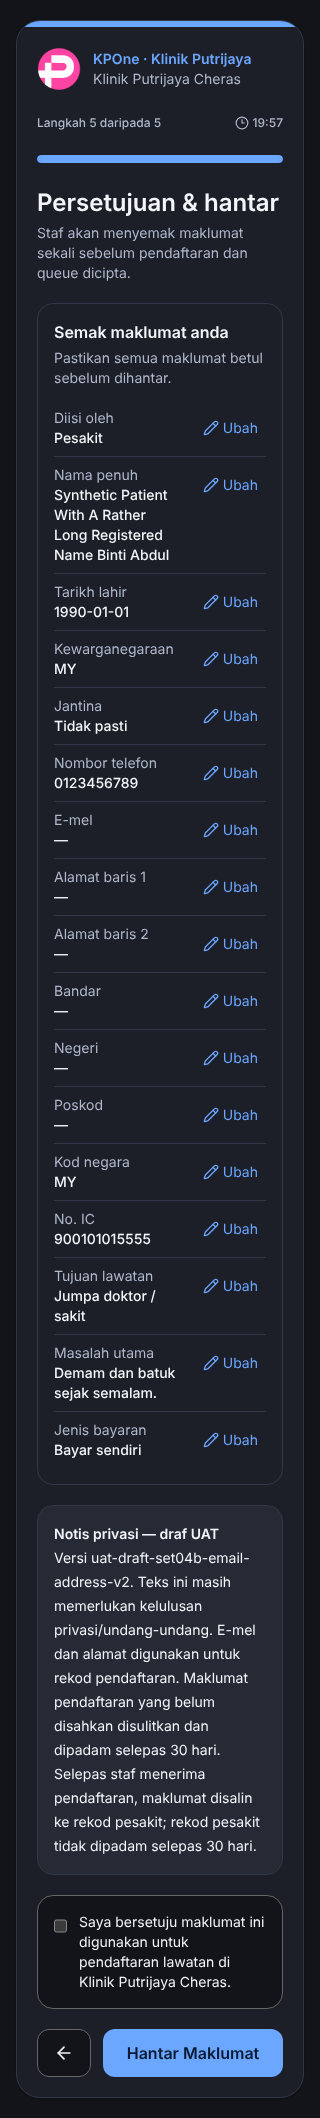 KPOne · Klinik Putrijaya
Klinik Putrijaya Cheras
Langkah 5 daripada 5
19:57
Persetujuan & hantar
Staf akan menyemak maklumat
sekali sebelum pendaftaran dan
queue dicipta.
Semak maklumat anda
Pastikan semua maklumat betul
sebelum dihantar.
Diisi oleh
Pesakit
Ubah
Nama penuh
Synthetic Patient
With A Rather
Long Registered
Name Binti Abdul
Ubah
Tarikh lahir
1990-01-01
Ubah
Kewarganegaraan
MY
Ubah
Jantina
Tidak pasti
Ubah
Nombor telefon
0123456789
Ubah
E-mel
—
Ubah
Alamat baris 1
—
Ubah
Alamat baris 2
—
Ubah
Bandar
—
Ubah
Negeri
—
Ubah
Poskod
—
Ubah
Kod negara
MY
Ubah
No. IC
900101015555
Ubah
Tujuan lawatan
Jumpa doktor /
sakit
Ubah
Masalah utama
Demam dan batuk
sejak semalam.
Ubah
Jenis bayaran
Bayar sendiri
Ubah
Notis privasi — draf UAT
Versi uat-draft-set04b-email-
address-v2. Teks ini masih
memerlukan kelulusan
privasi/undang-undang. E-mel
dan alamat digunakan untuk
rekod pendaftaran. Maklumat
pendaftaran yang belum
disahkan disulitkan dan
dipadam selepas 30 hari.
Selepas staf menerima
pendaftaran, maklumat disalin
ke rekod pesakit; rekod pesakit
tidak dipadam selepas 30 hari.
Saya bersetuju maklumat ini
digunakan untuk
pendaftaran lawatan di
Klinik Putrijaya Cheras.
Hantar Maklumat